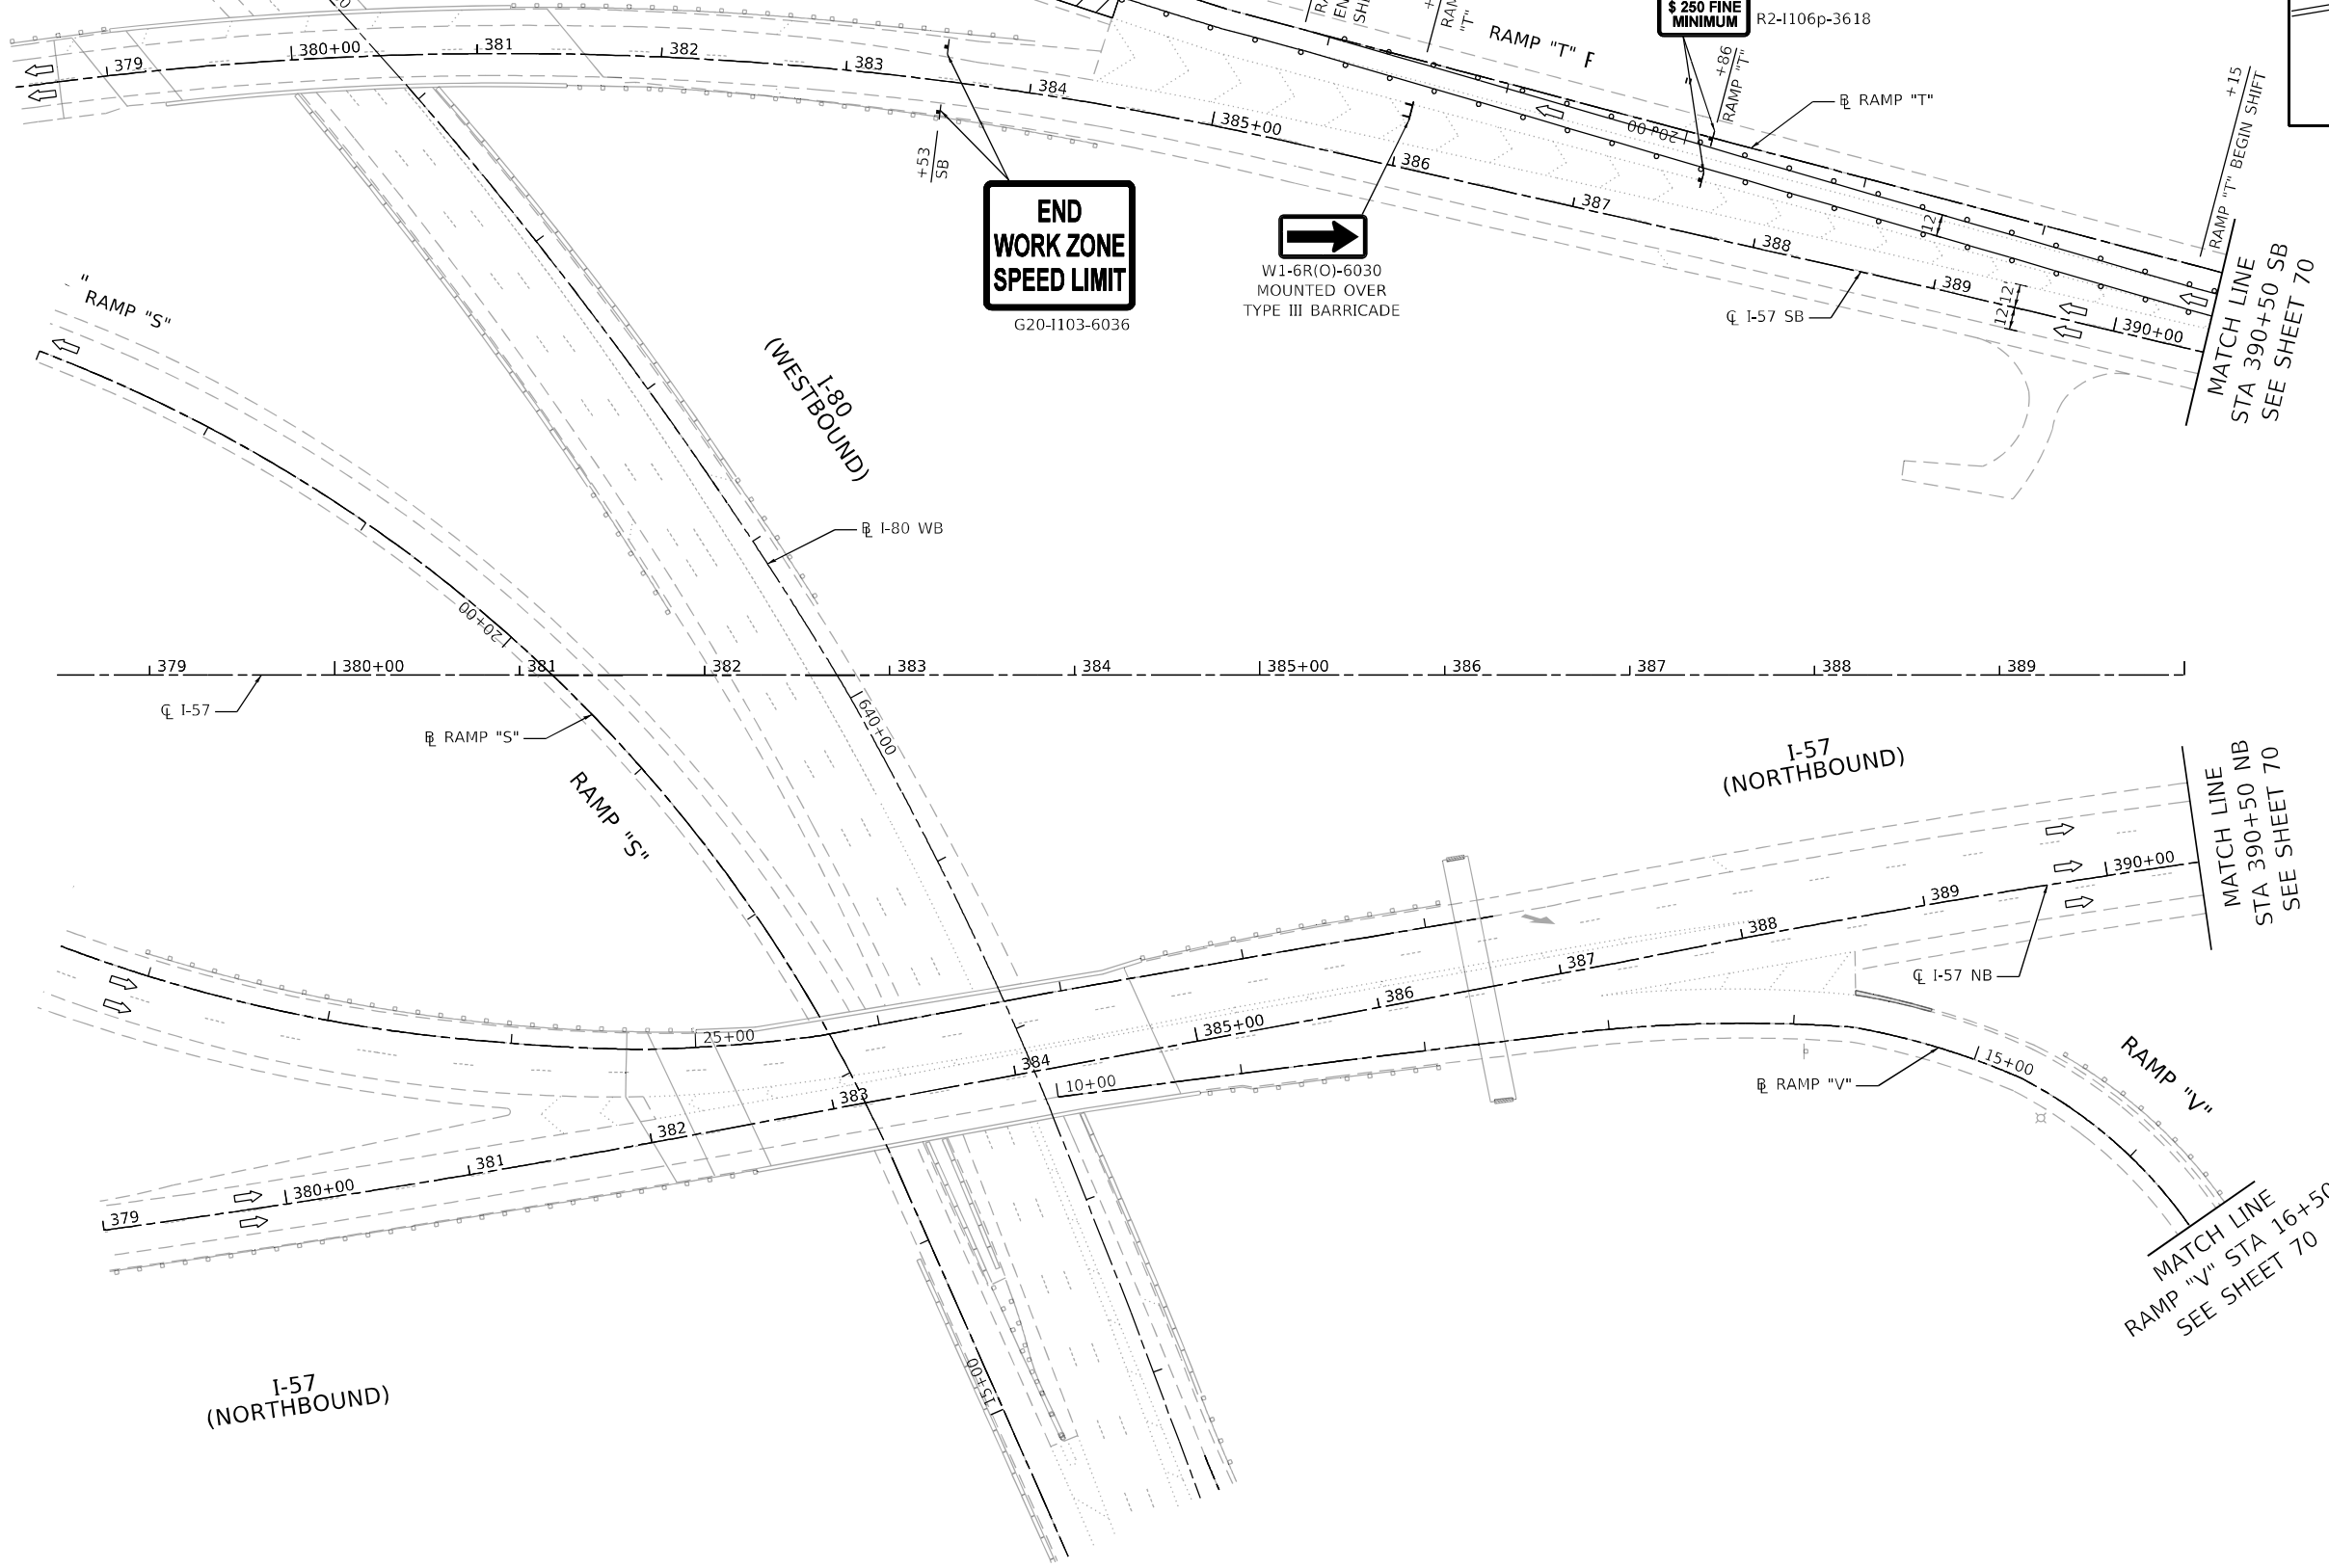 379
380+00
381
382
383
384
385+00
386
387
388
389
390+00
RAMP "T"
$ 250 FINE
MINIMUM
R2-I106p-3618
+86
RAMP "T"
℄ RAMP "T"
20+00
+15
RAMP "T" BEGIN SHIFT
12'
12'
12'
MATCH LINE
STA 390+50 SB
SEE SHEET 70
+53
SB
END
WORK ZONE
SPEED LIMIT
G20-I103-6036
W1-6R(O)-6030
MOUNTED OVER
TYPE III BARRICADE
℄ I-57 SB
"
RAMP "S"
I-80
(WESTBOUND)
℄ I-80 WB
20+00
379
380+00
381
382
383
384
385+00
386
387
388
389
℄ I-57
℄ RAMP "S"
640+00
RAMP "S"
I-57
(NORTHBOUND)
MATCH LINE
STA 390+50 NB
SEE SHEET 70
℄ I-57 NB
25+00
10+00
15+00
℄ RAMP "V"
RAMP "V"
379
380+00
381
382
383
384
385+00
386
387
388
389
390+00
MATCH LINE
RAMP "V" STA 16+50
SEE SHEET 70
15+00
I-57
(NORTHBOUND)